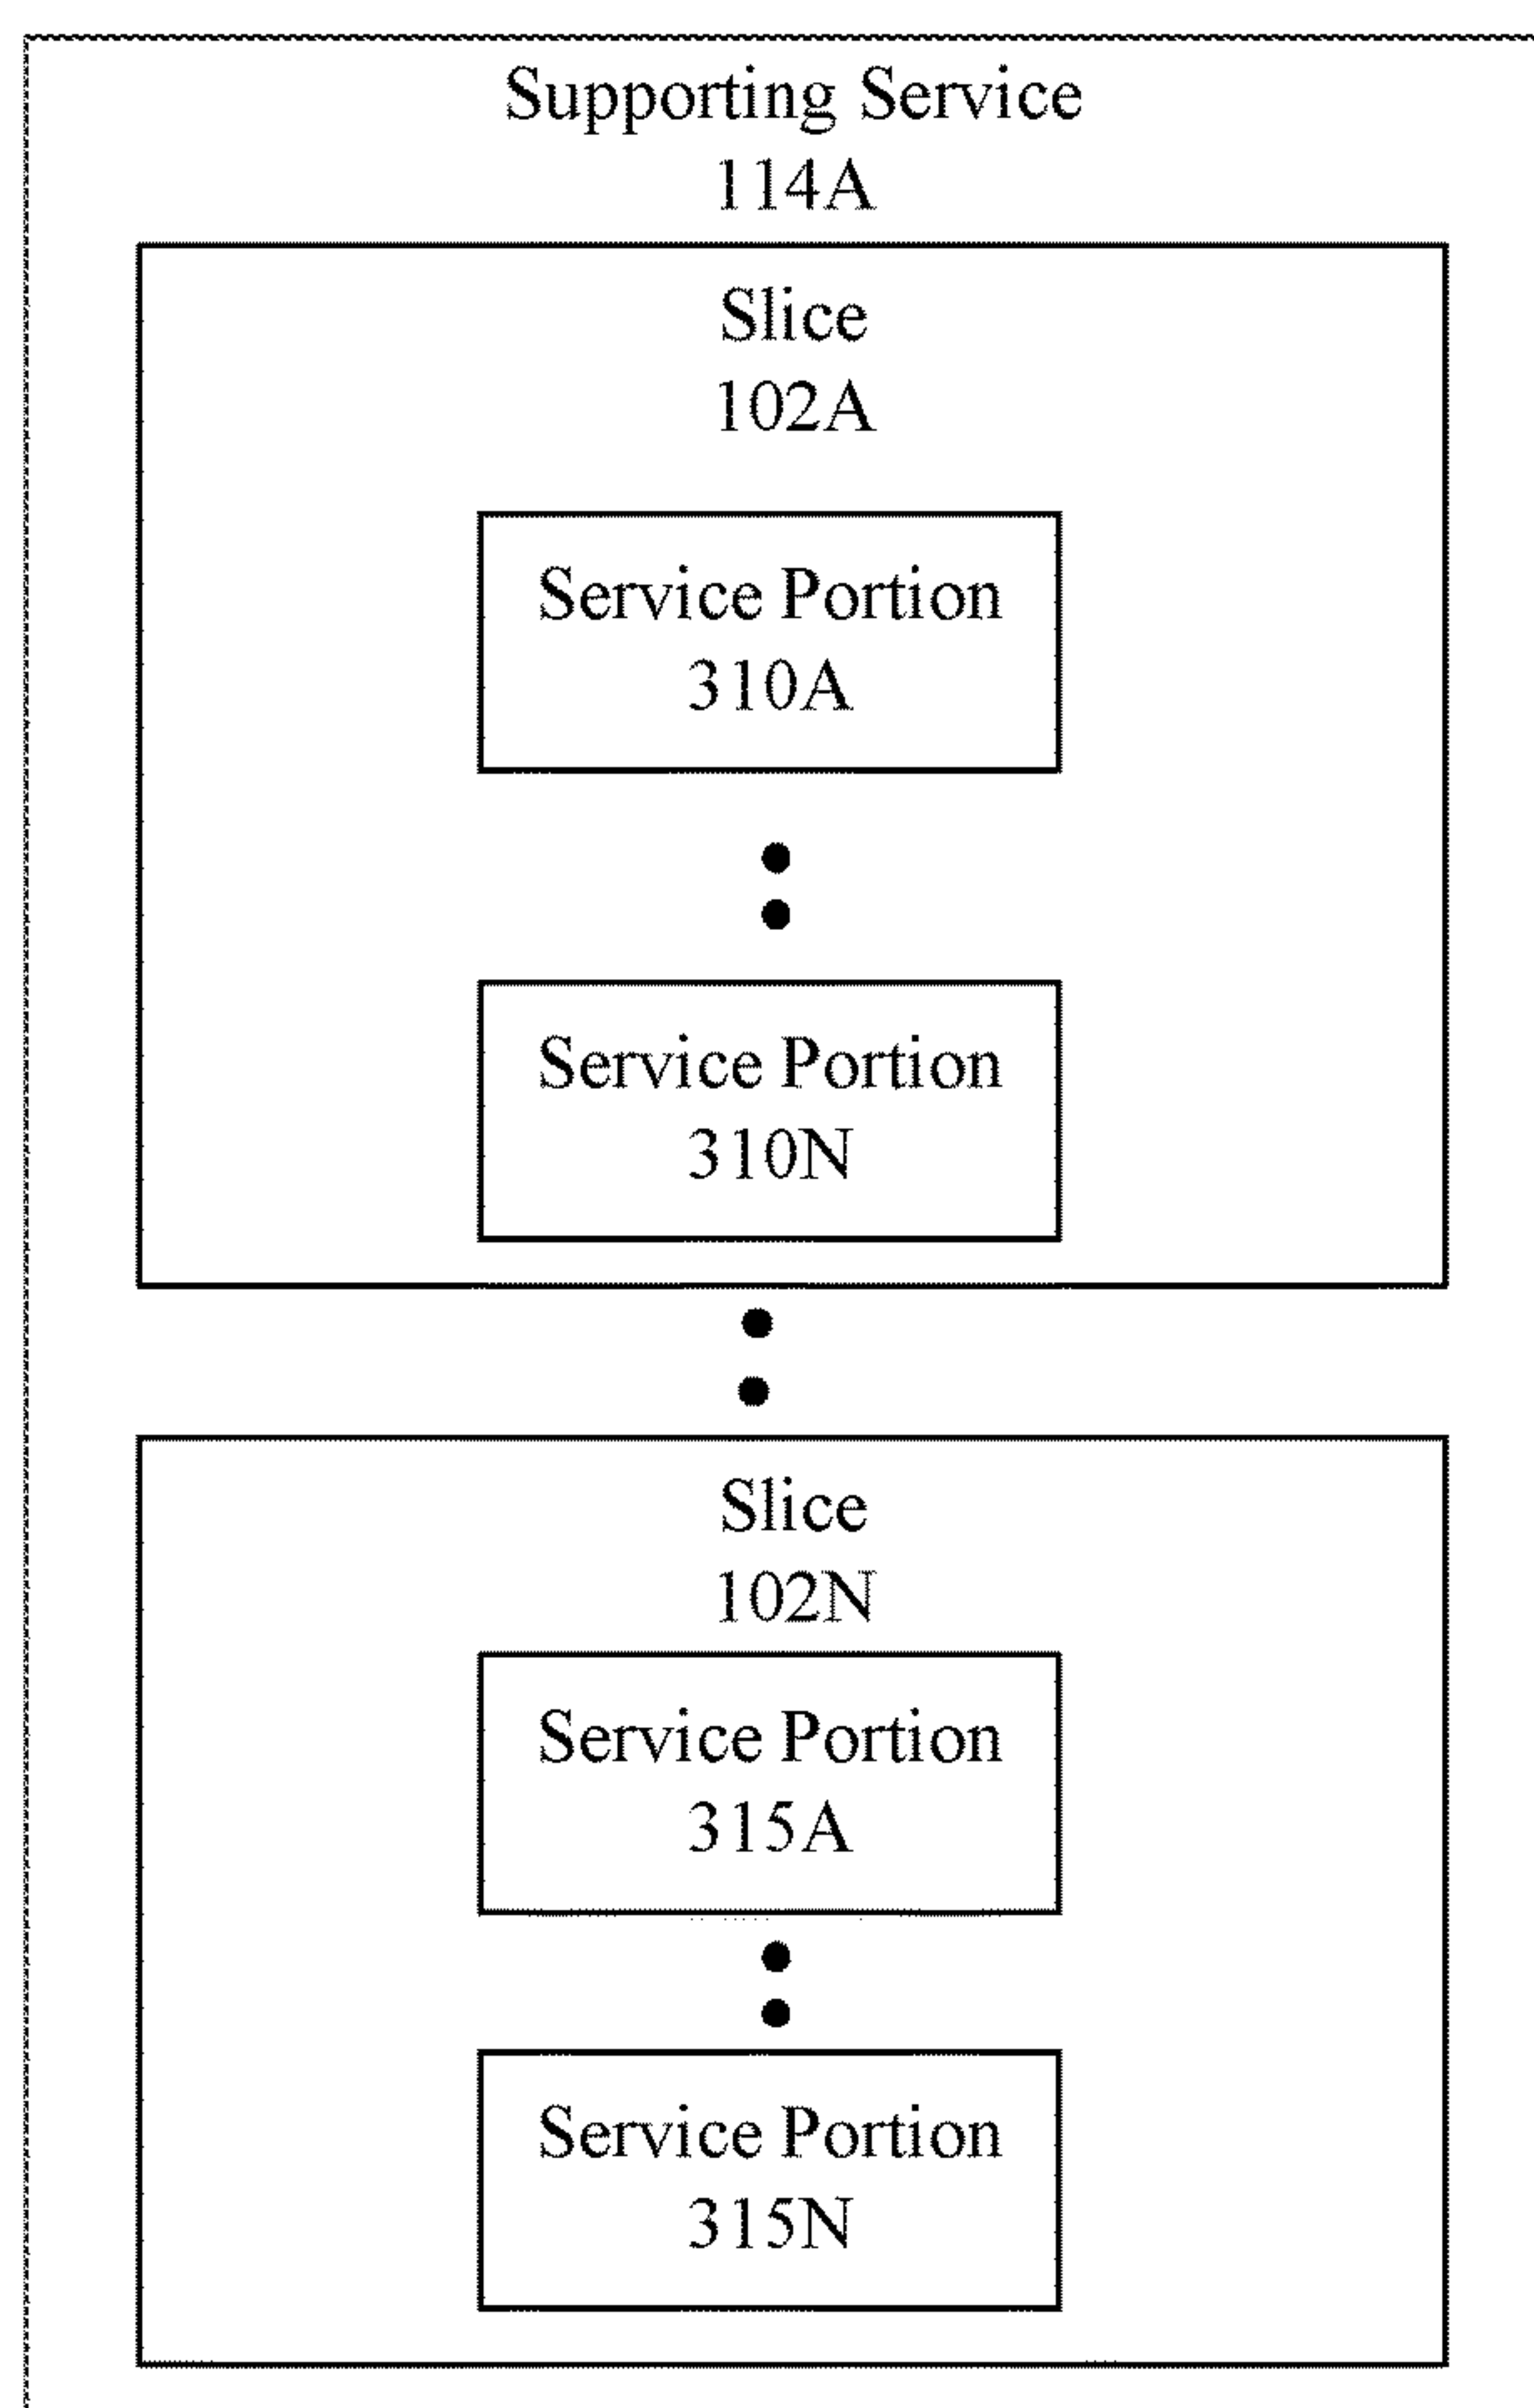 Supporting Service
114A
Slice
102A
Service Portion
310A
Service Portion
310N
Slice
102N
Service Portion
315A
Service Portion
315N